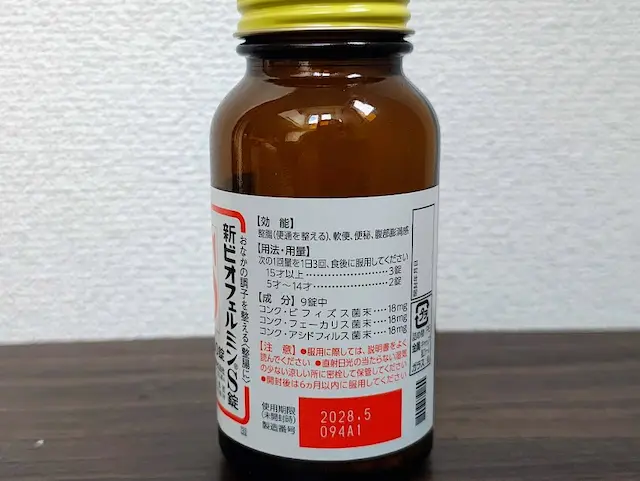 【効　能】
整腸(便通を整える)、軟便、便秘、腹部膨満感
【用法・用量】
次の1回量を1日3回、食後に服用してください
15才以上………………3錠
5才〜14才………………2錠
【成　分】9錠中
コンク・ビフィズス菌末‥‥18mg
コンク・フェーカリス菌末‥‥18mg
コンク・アシドフィルス菌末‥‥18mg
【注　意】●服用に際しては、説明書をよく
読んでください ●直射日光の当たらない湿気
の少ない涼しい所に密栓して保管してください
●開封後は6ヵ月以内に服用してください
使用期限
(未開封時)
製造番号
2028.5
094A1
おなかの調子を整える〈整腸に〉
新ビオフェルミンS錠
錠
プラ